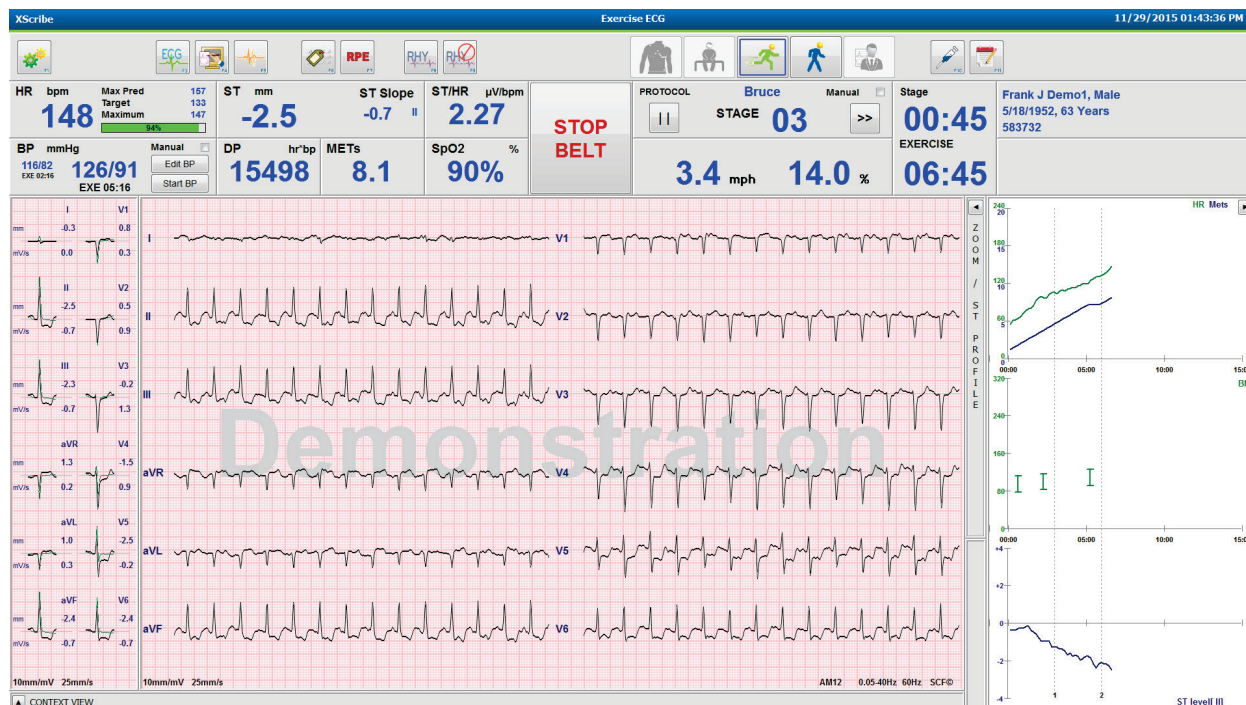 XScribe Exercise ECG 11/29/2015 01:43:36 PM
ECG RPE RHY RHY
HR bpm
148
Max Pred 157
Target 133
Maximum 147
94%
ST mm
-2.5
ST Slope
-0.7 II
ST/HR µV/bpm
2.27
STOP
BELT
PROTOCOL Bruce Manual
STAGE 03 >>
3.4 mph 14.0 %
Stage
00:45
EXERCISE
06:45
Frank J Demo1, Male
5/18/1952, 63 Years
583732
BP mmHg Manual
116/82
EXE 02:16
126/91
EXE 05:16
Edit BP
Start BP
DP hr*bp
15498
METs
8.1
SpO2 %
90%
I V1
mm -0.3 0.8
mV/s 0.0 0.3
II V2
mm -2.5 0.5
mV/s -0.7 0.9
III V3
mm -2.3 -0.2
mV/s -0.7 1.3
aVR V4
mm 1.3 -1.5
mV/s 0.2 0.9
aVL V5
mm 1.0 -2.5
mV/s 0.3 -0.2
aVF V6
mm -2.4 -2.4
mV/s -0.7 -0.7
10mm/mV 25mm/s
I V1
II V2
III V3
aVR V4
aVL V5
aVF V6
Demonstration
10mm/mV 25mm/s AM12 0.05-40Hz 60Hz SCF©
ZOOM / ST PROFILE
HR Mets
240
20
180
15
120
10
60
5
0
0
00:00 05:00 10:00 15:0
BP
320
240
160
80
0
00:00 05:00 10:00 15:0
+4
+2
0
-2
-4
1 2
ST level[ II]
CONTEXT VIEW